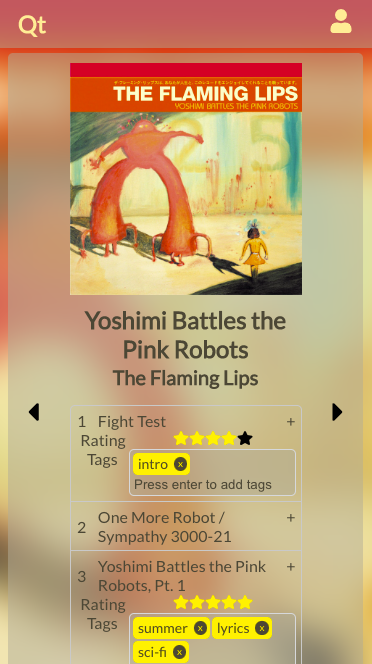 Qt
THE FLAMING LIPS
YOSHIMI BATTLES THE PINK ROBOTS
Yoshimi Battles the
Pink Robots
The Flaming Lips
1 Fight Test +
Rating
Tags
intro x
Press enter to add tags
2 One More Robot / +
Sympathy 3000-21
3 Yoshimi Battles the Pink +
Robots, Pt. 1
Rating
Tags
summer x lyrics x
sci-fi x